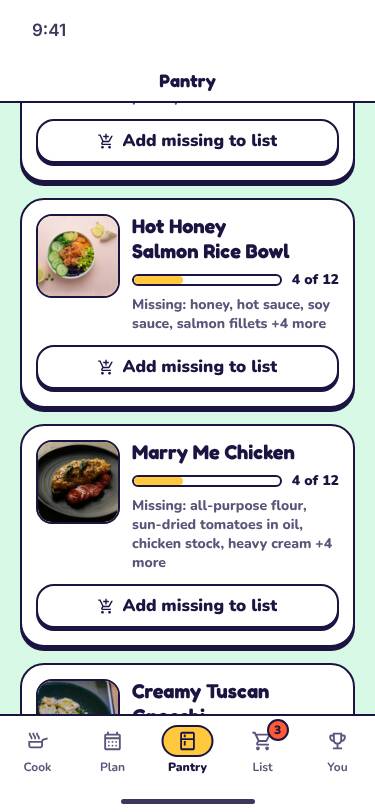 9:41
Pantry
Add missing to list
Hot Honey
Salmon Rice Bowl
4 of 12
Missing: honey, hot sauce, soy
sauce, salmon fillets +4 more
Add missing to list
Marry Me Chicken
4 of 12
Missing: all-purpose flour,
sun-dried tomatoes in oil,
chicken stock, heavy cream +4
more
Add missing to list
Creamy Tuscan
3
Cook
Plan
Pantry
List
You